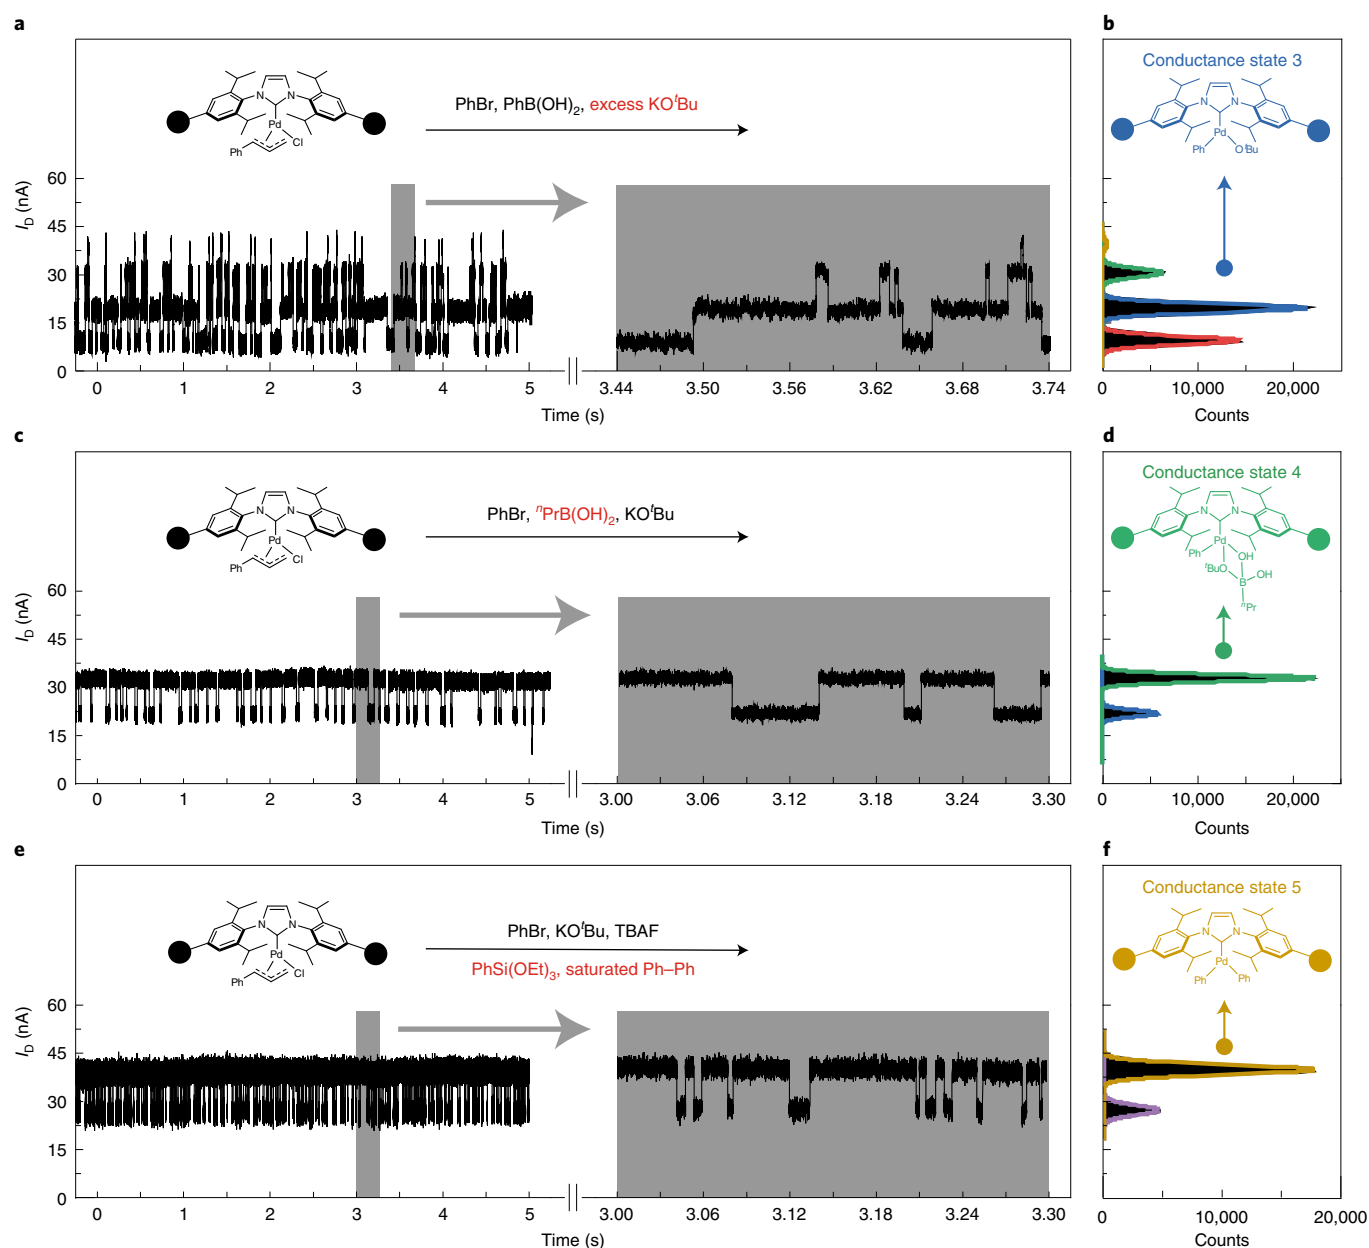 a
PhBr, PhB(OH)2, excess KOtBu
N N
Pd
Cl
Ph
ID (nA)
60
45
30
15
0
0 1 2 3 4 5
3.44 3.50 3.56 3.62 3.68 3.74
Time (s)
b
Conductance state 3
N N
Pd
Ph OtBu
0 10,000 20,000
Counts
c
PhBr, nPrB(OH)2, KOtBu
N N
Pd
Cl
Ph
ID (nA)
60
45
30
15
0
0 1 2 3 4 5
3.00 3.06 3.12 3.18 3.24 3.30
Time (s)
d
Conductance state 4
N N
Pd
Ph OH
tBuO
B OH
nPr
0 10,000 20,000
Counts
e
PhBr, KOtBu, TBAF
PhSi(OEt)3, saturated Ph–Ph
N N
Pd
Cl
Ph
ID (nA)
60
45
30
15
0
0 1 2 3 4 5
3.00 3.06 3.12 3.18 3.24 3.30
Time (s)
f
Conductance state 5
N N
Pd
Ph Ph
0 10,000 20,000
Counts